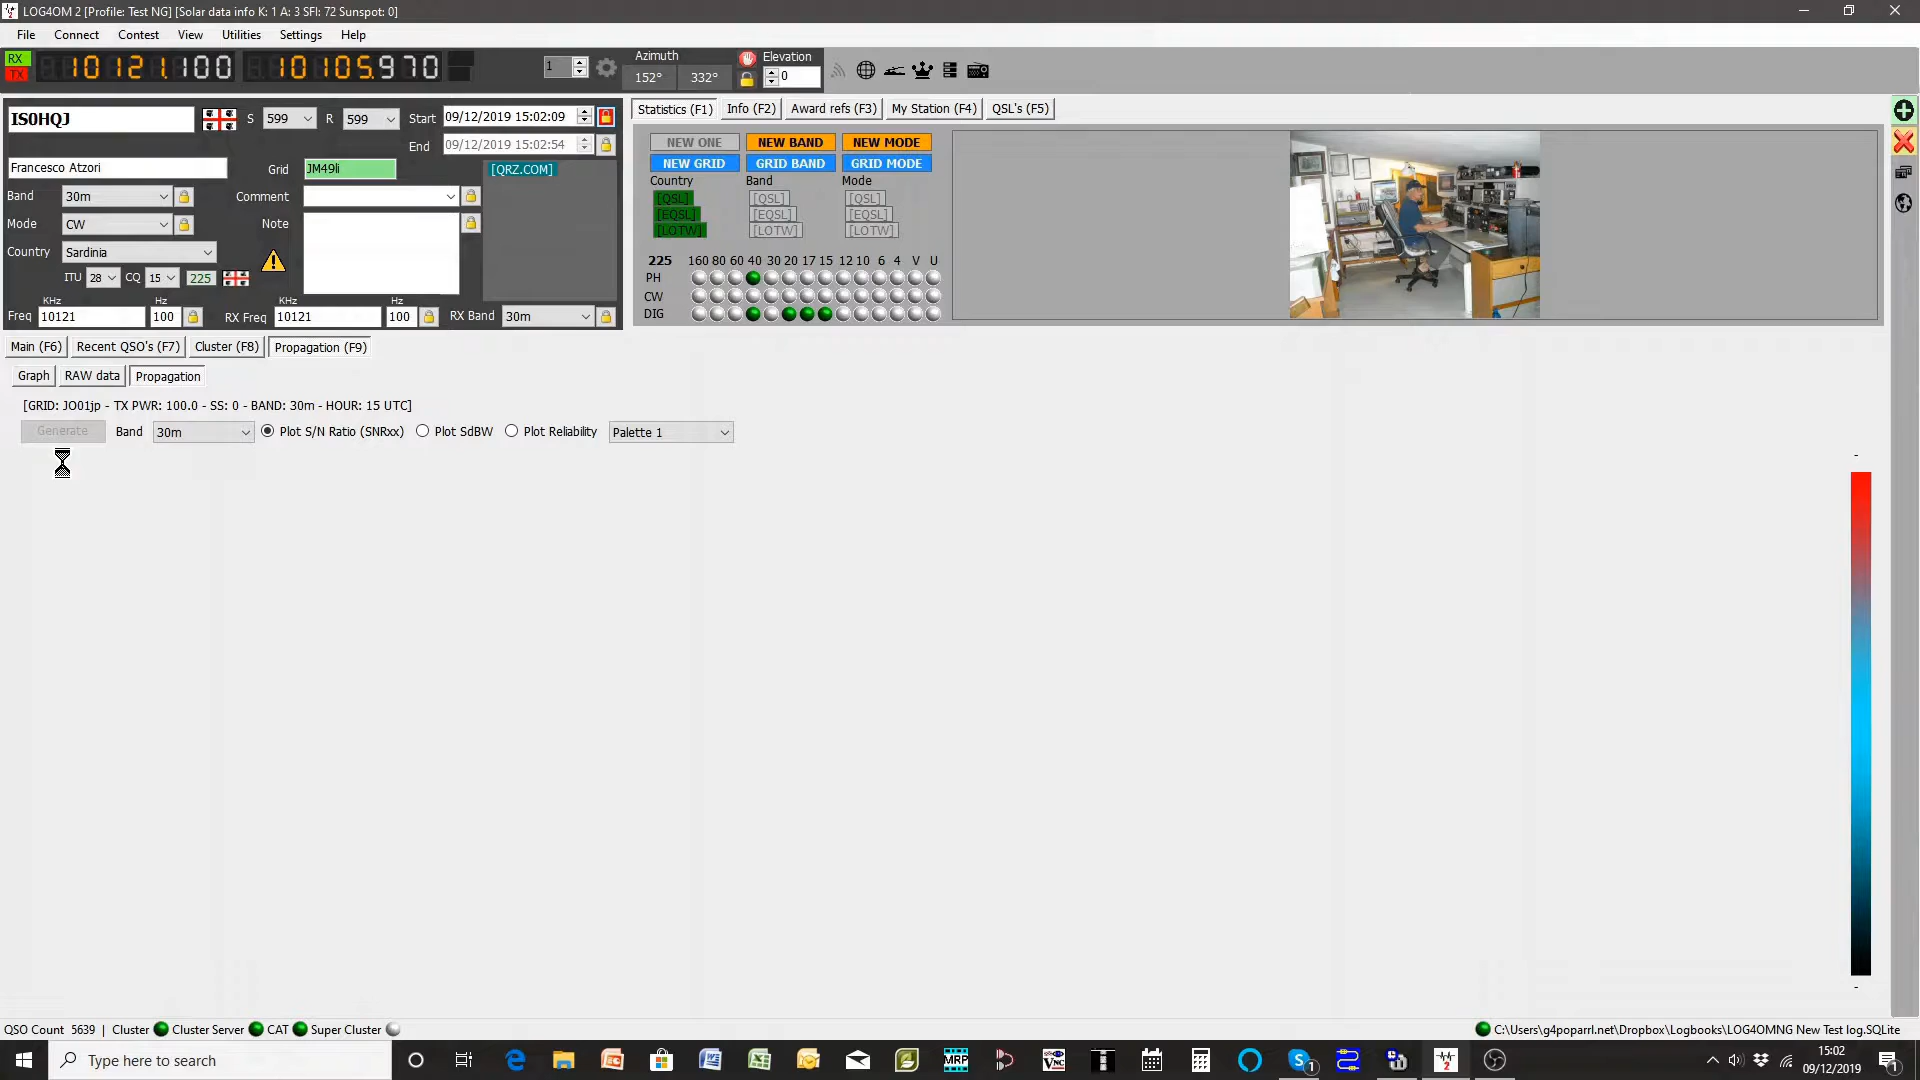 LOG4OM 2 [Profile: Test NG] [Solar data info K: 1 A: 3 SFI: 72 Sunspot: 0]
File Connect Contest View Utilities Settings Help
RX 10121.100 10105.970 1 Azimuth Elevation
TX 152° 332° 0
IS0HQJ S 599 R 599 Start 09/12/2019 15:02:09
End 09/12/2019 15:02:54
Francesco Atzori Grid JM49li [QRZ.COM]
Band 30m Comment
Mode CW Note
Country Sardinia
ITU 28 CQ 15 225
KHz Hz KHz Hz
Freq 10121 100 RX Freq 10121 100 RX Band 30m
Statistics (F1) Info (F2) Award refs (F3) My Station (F4) QSL's (F5)
NEW ONE NEW BAND NEW MODE
NEW GRID GRID BAND GRID MODE
Country Band Mode
[QSL] [QSL] [QSL]
[EQSL] [EQSL] [EQSL]
[LOTW] [LOTW] [LOTW]
225 160 80 60 40 30 20 17 15 12 10 6 4 V U
PH
CW
DIG
Main (F6) Recent QSO's (F7) Cluster (F8) Propagation (F9)
Graph RAW data Propagation
[GRID: JO01jp - TX PWR: 100.0 - SS: 0 - BAND: 30m - HOUR: 15 UTC]
Generate Band 30m Plot S/N Ratio (SNRxx) Plot SdBW Plot Reliability Palette 1
-
-
QSO Count 5639 | Cluster Cluster Server CAT Super Cluster C:\Users\g4poparrl.net\Dropbox\Logbooks\LOG4OMNG New Test log.SQLite
Type here to search MRP VNC 1 2 15:02
09/12/2019 1